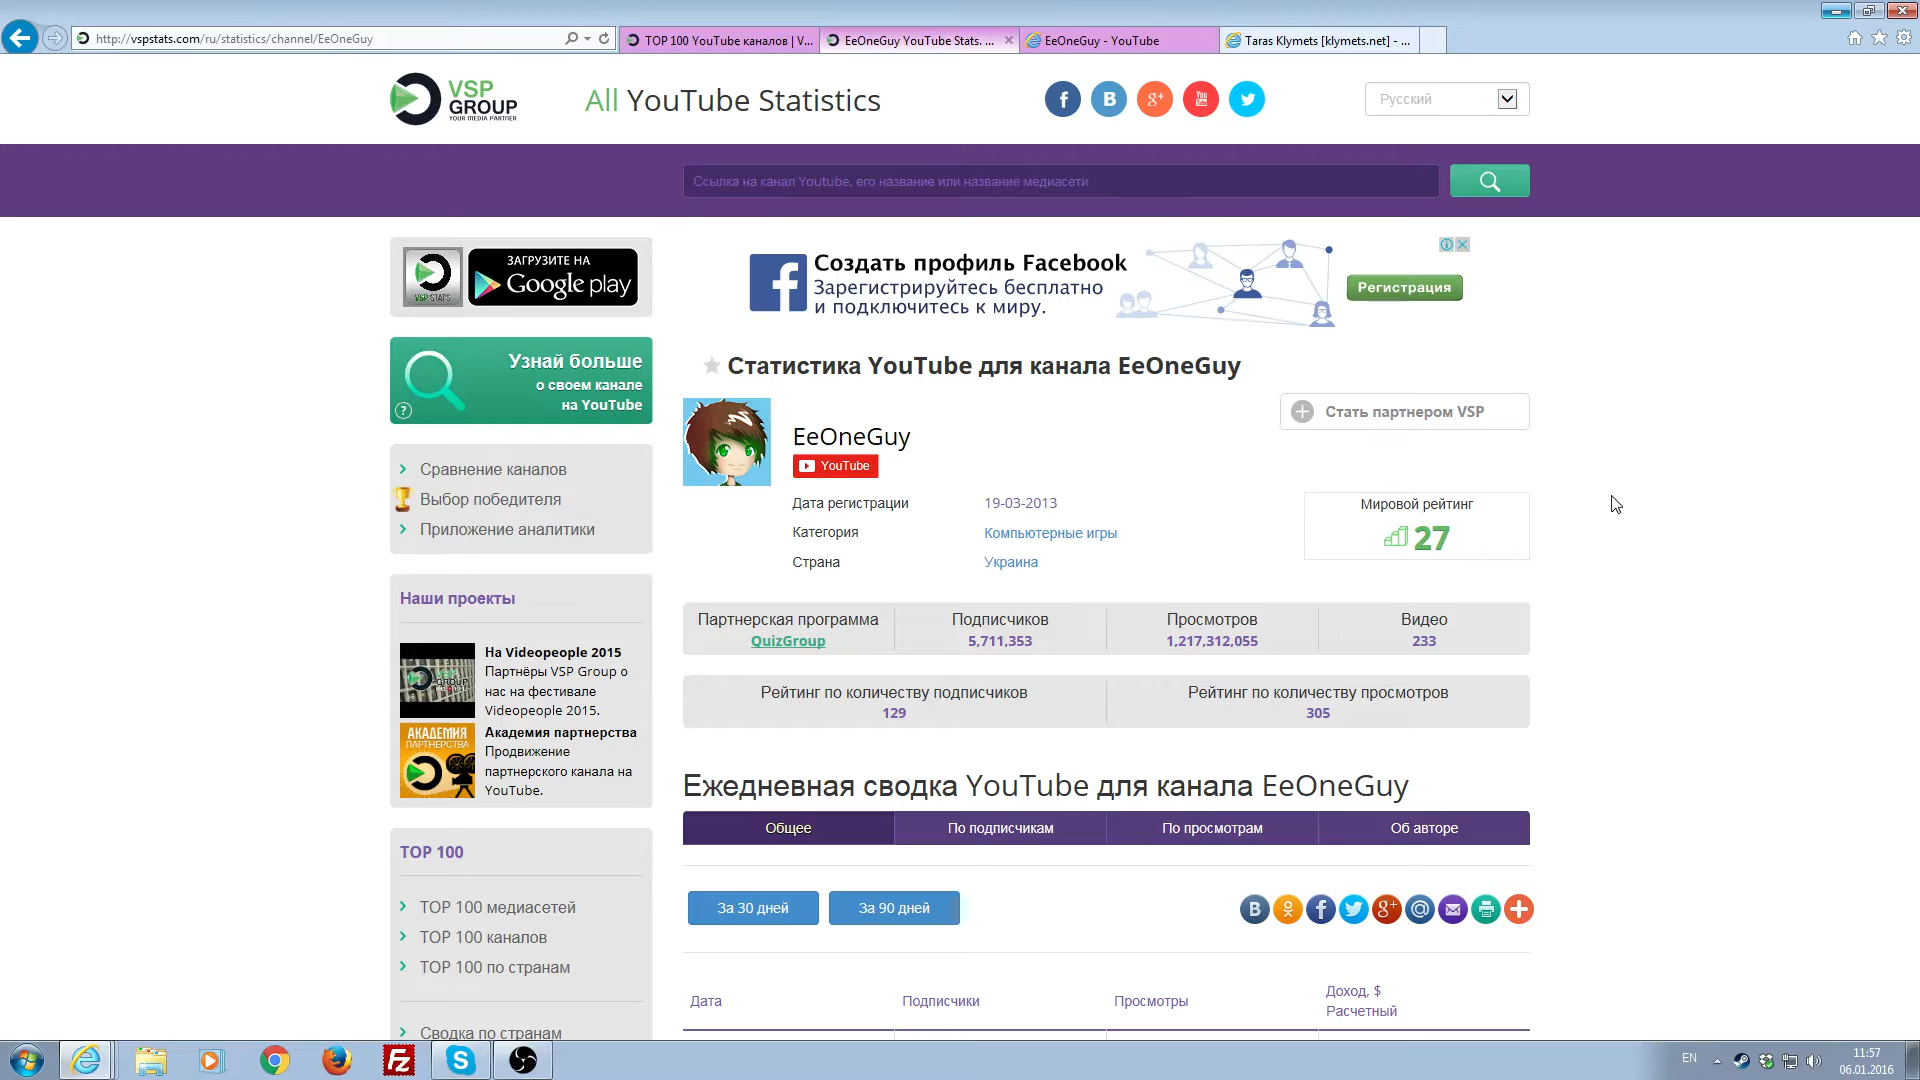 http://vspstats.com/ru/statistics/channel/EeOneGuy
TOP 100 YouTube каналов | V...
EeOneGuy YouTube Stats. ...
EeOneGuy - YouTube
Taras Klymets [klymets.net] - ...
VSP
GROUP
YOUR MEDIA PARTNER
All YouTube Statistics
Русский
Ссылка на канал Youtube, его название или название медиасети
VSP STATS
ЗАГРУЗИТЕ НА
Google play
Создать профиль Facebook
Зарегистрируйтесь бесплатно
и подключитесь к миру.
Регистрация
Узнай больше
о своем канале
на YouTube
Статистика YouTube для канала EeOneGuy
Стать партнером VSP
EeOneGuy
YouTube
Дата регистрации
19-03-2013
Категория
Компьютерные игры
Страна
Украина
Мировой рейтинг
27
Сравнение каналов
Выбор победителя
Приложение аналитики
Партнерская программа
QuizGroup
Подписчиков
5,711,353
Просмотров
1,217,312,055
Видео
233
Рейтинг по количеству подписчиков
129
Рейтинг по количеству просмотров
305
Наши проекты
На Videopeople 2015
Партнёры VSP Group о
нас на фестивале
Videopeople 2015.
АКАДЕМИЯ
ПАРТНЕРСТВА
Академия партнерства
Продвижение
партнерского канала на
YouTube.
Ежедневная сводка YouTube для канала EeOneGuy
Общее
По подписчикам
По просмотрам
Об авторе
За 30 дней
За 90 дней
TOP 100
TOP 100 медиасетей
TOP 100 каналов
TOP 100 по странам
Сводка по странам
Дата
Подписчики
Просмотры
Доход, $
Расчетный
EN
11:57
06.01.2016